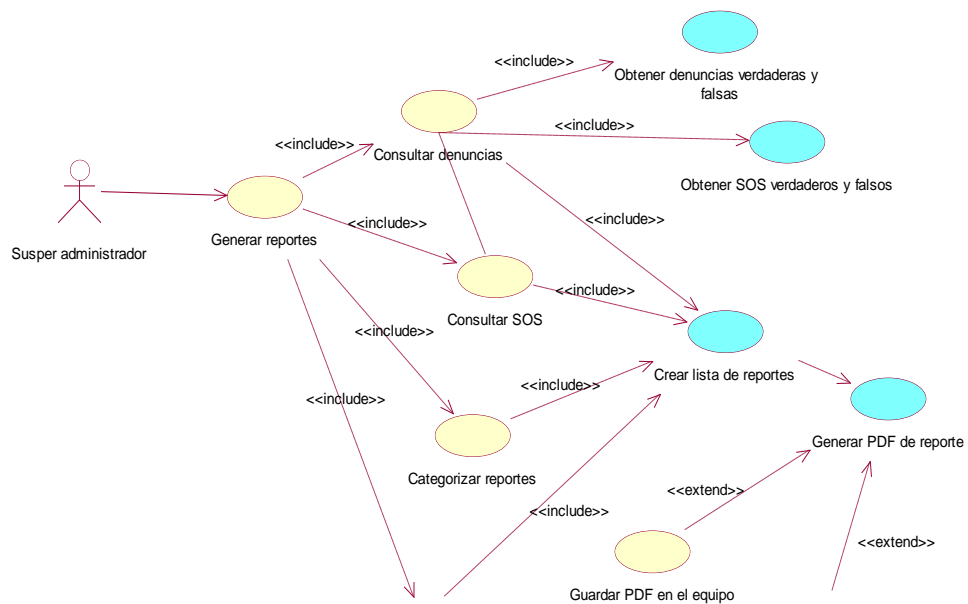 <<include>>
Obtener denuncias verdaderas y
falsas
<<include>>
<<include>>
Consultar denuncias
Obtener SOS verdaderos y falsos
<<include>>
<<include>>
Generar reportes
Susper administrador
<<include>>
Consultar SOS
<<include>>
Crear lista de reportes
<<include>>
<<include>>
Generar PDF de reporte
Categorizar reportes
<<extend>>
<<include>>
<<extend>>
Guardar PDF en el equipo